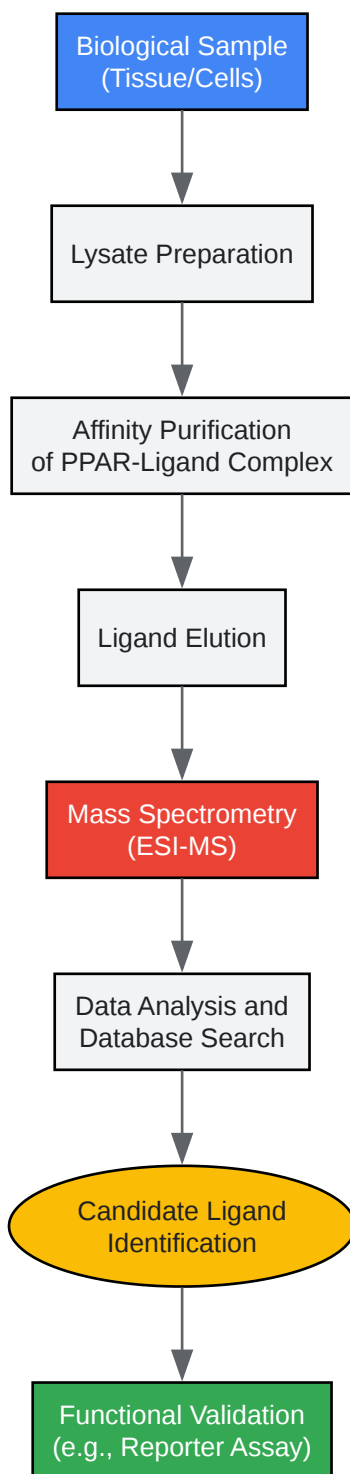 Biological Sample
(Tissue/Cells)
Lysate Preparation
Affinity Purification
of PPAR-Ligand Complex
Ligand Elution
Mass Spectrometry
(ESI-MS)
Data Analysis and
Database Search
Candidate Ligand
Identification
Functional Validation
(e.g., Reporter Assay)